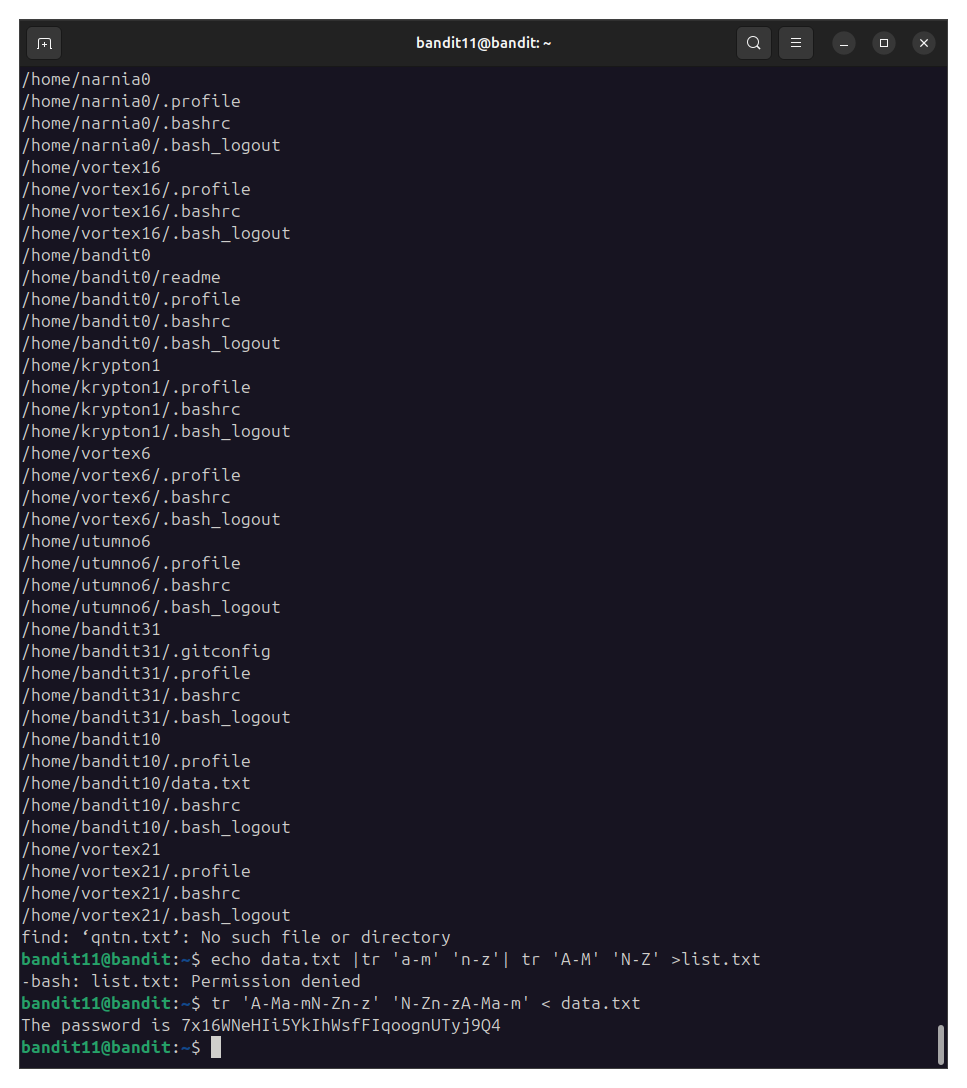 bandit11@bandit: ~
/home/narnia0
/home/narnia0/.profile
/home/narnia0/.bashrc
/home/narnia0/.bash_logout
/home/vortex16
/home/vortex16/.profile
/home/vortex16/.bashrc
/home/vortex16/.bash_logout
/home/bandit0
/home/bandit0/readme
/home/bandit0/.profile
/home/bandit0/.bashrc
/home/bandit0/.bash_logout
/home/krypton1
/home/krypton1/.profile
/home/krypton1/.bashrc
/home/krypton1/.bash_logout
/home/vortex6
/home/vortex6/.profile
/home/vortex6/.bashrc
/home/vortex6/.bash_logout
/home/utumno6
/home/utumno6/.profile
/home/utumno6/.bashrc
/home/utumno6/.bash_logout
/home/bandit31
/home/bandit31/.gitconfig
/home/bandit31/.profile
/home/bandit31/.bashrc
/home/bandit31/.bash_logout
/home/bandit10
/home/bandit10/.profile
/home/bandit10/data.txt
/home/bandit10/.bashrc
/home/bandit10/.bash_logout
/home/vortex21
/home/vortex21/.profile
/home/vortex21/.bashrc
/home/vortex21/.bash_logout
find: ‘qntn.txt’: No such file or directory
bandit11@bandit:~$ echo data.txt |tr 'a-m' 'n-z'| tr 'A-M' 'N-Z' >list.txt
-bash: list.txt: Permission denied
bandit11@bandit:~$ tr 'A-Ma-mN-Zn-z' 'N-Zn-zA-Ma-m' < data.txt
The password is 7x16WNeHIi5YkIhWsfFIqoognUTyj9Q4
bandit11@bandit:~$